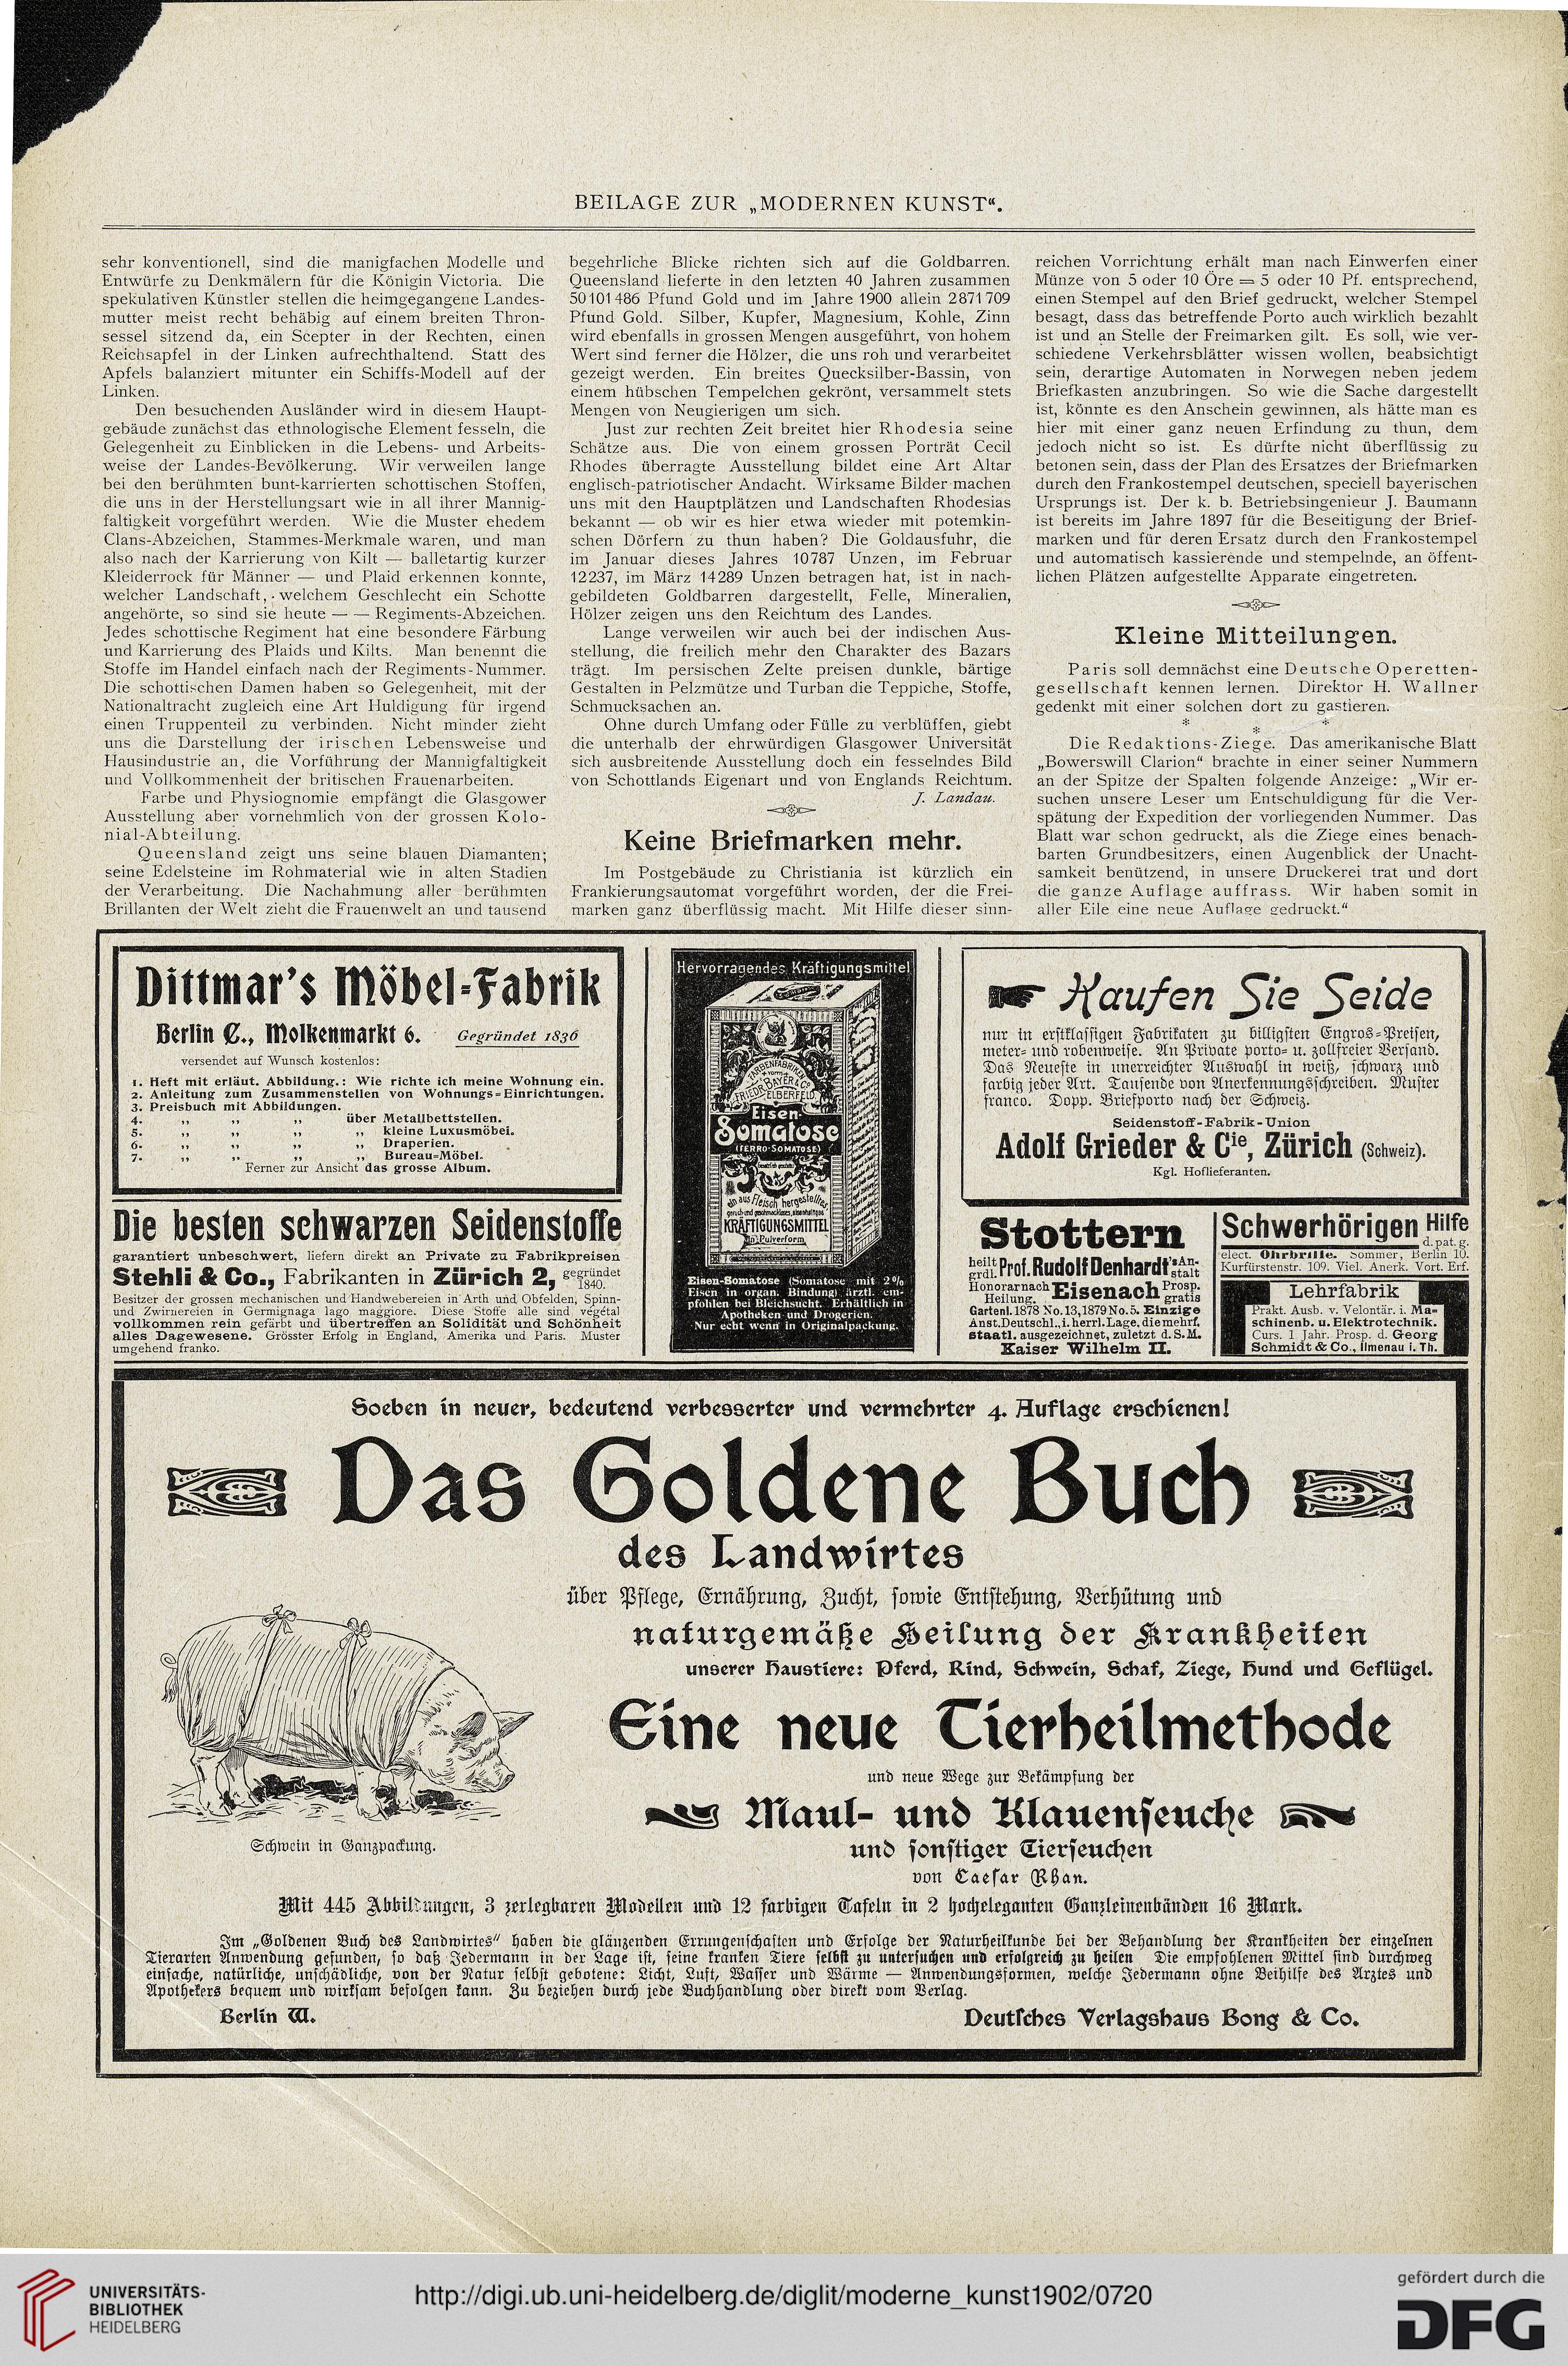 BEILAGE ZUR „MODERNEN KUNST“.
sehr konventionell, sind die manigfachen Modelle und
Entwürfe zu Denkmälern für die Königin Victoria. Die
spekulativen Künstler stellen die heimgegangene Landes-
mutter meist recht behäbig auf einem breiten Thron-
sessel sitzend da, ein Scepter in der Rechten, einen
Reichsapfel in der Linken aufrechthaltend. Statt des
Apfels balanziert mitunter ein Schiffs-Modell auf der
Linken.
Den besuchenden Ausländer wird in diesem Haupt-
gebäude zunächst das ethnologische Element fesseln, die
Gelegenheit zu Einblicken in die Lebens- und Arbeits-
weise der Landes-Bevölkerung. Wir verweilen lange
bei den berühmten bunt-karrierten schottischen Stoffen,
die uns in der Herstellungsart wie in all ihrer Mannig-
faltigkeit vorgeführt werden. Wie die Muster ehedem
Clans-Abzeichen, Stammes-Merkmale waren, und man
also nach der Karrierung von Kilt — balletartig kurzer
Kleiderrock für Männer — und Plaid erkennen konnte,
welcher Landschaft, welchem Geschlecht ein Schotte
angehörte, so sind sie heute — — Regiments-Abzeichen.
Jedes schottische Regiment hat eine besondere Färbung
und Karrierung des Plaids und Kilts. Man benennt die
Stoffe im Handel einfach nach der Regiments-Nummer.
Die schottischen Damen haben so Gelegenheit, mit der
Nationaltracht zugleich eine Art Huldigung für irgend
einen Truppenteil zu verbinden. Nicht minder zieht
uns die Darstellung der irischen Lebensweise und
Hausindustrie an, die Vorführung der Mannigfaltigkeit
und Vollkommenheit der britischen Frauenarbeiten.
Farbe und Physiognomie empfängt die Glasgower
Ausstellung aber vornehmlich von der grossen Kolo-
nial-Abteilung.
Queensland zeigt uns seine blauen Diamanten;
seine Edelsteine im Rohmaterial wie in alten Stadien
der Verarbeitung. Die Nachahmung aller berühmten
Brillanten der Welt zieht die Frauenwelt an und tausend
begehrliche Blicke richten sich auf die Goldbarren.
Queensland lieferte in den letzten 40 Jahren zusammen
50101486 Pfund Gold und im Jahre 1900 allein 2871709
Pfund Gold. Silber, Kupfer, Magnesium, Kohle, Zinn
wird ebenfalls in grossen Mengen ausgeführt, von hohem
Wert sind ferner die Hölzer, die uns roh und verarbeitet
gezeigt werden. Ein breites Quecksilber-Bassin, von
einem hübschen Tempelchen gekrönt, versammelt stets
Mengen von Neugierigen um sich.
Just zur rechten Zeit breitet hier Rhodesia seine
Schätze aus. Die von einem grossen Porträt Cecil
Rhodes überragte Ausstellung bildet eine Art Altar
englisch-patriotischer Andacht. Wirksame Bilder machen
uns mit den Hauptplätzen und Landschaften Rhodesias
bekannt — ob wir es hier etwa wieder mit potemkin-
schen Dörfern zu thun haben? Die Goldausfuhr, die
im Januar dieses Jahres 10787 Unzen, im Februar
12237, im März 14289 Unzen betragen hat, ist in nach-
gebildeten Goldbarren dargestellt, Felle, Mineralien,
Hölzer zeigen uns den Reichtum des Landes.
Lange verweilen wir auch bei der indischen Aus-
stellung, die freilich mehr den Charakter des Bazars
trägt. Im persischen Zelte preisen dunkle, bärtige
Gestalten in Pelzmütze und Turban die Teppiche, Stoffe,
Schmucksachen an.
Ohne durch Umfang oder Fülle zu verblüffen, giebt
die unterhalb der ehrwürdigen Glasgower Universität
sich ausbreitende Ausstellung doch ein fesselndes Bild
von Schottlands Eigenart und von Englands Reichtum.
J. Landau.
Keine Briefmarken mehr.
Im Postgebäude zu Christiania ist kürzlich ein
Frankierungsautomat vorgeführt worden, der die Frei-
marken ganz überflüssig macht. Mit Hilfe dieser sinn-
reichen Vorrichtung erhält man nach Einwerfen einer
Münze von 5 oder 10 Öre = 5 oder 10 Pf. entsprechend,
einen Stempel auf den Brief gedruckt, welcher Stempel
besagt, dass das betreffende Porto auch wirklich bezahlt
ist und an Stelle der Freimarken gilt. Es soll, wie ver-
schiedene Verkehrsblätter wissen wollen, beabsichtigt
sein, derartige Automaten in Norwegen neben jedem
Briefkasten anzubringen. So wie die Sache dargestellt
ist, könnte es den Anschein gewinnen, als hätte man es
hier mit einer ganz neuen Erfindung zu thun, dem
jedoch nicht so ist. Es dürfte nicht überflüssig zu
betonen sein, dass der Plan des Ersatzes der Briefmarken
durch den Frankostempel deutschen, speciell bayerischen
Ursprungs ist. Der k. b. Betriebsingenieur J. Baumann
ist bereits im Jahre 1897 für die Beseitigung der Brief-
marken und für deren Ersatz durch den Frankostempel
und automatisch kassierende und stempelnde, an öffent-
lichen Plätzen aufgestellte Apparate eingetreten.
Kleine Mitteilungen.
Paris soll demnächst eine Deutsche Operetten-
gesellschaft kennen lernen. Direktor H. Wallner
gedenkt mit einer solchen dort zu gastieren.
* * *
Die Redaktions-Ziege. Das amerikanische Blatt
„Bowerswill Clarion“ brachte in einer seiner Nummern
an der Spitze der Spalten folgende Anzeige: „Wir er-
suchen unsere Leser um Entschuldigung für die Ver-
spätung der Expedition der vorliegenden Nummer. Das
Blatt war schon gedruckt, als die Ziege eines benach-
barten Grundbesitzers, einen Augenblick der Unacht-
samkeit benützend, in unsere Druckerei trat und dort
die ganze Auflage auffrass. Wir haben somit in
aller Eile eine neue Auflage gedruckt.“
Dittmar's Möbel-Fabrik
Berlin C., Molkenmarkt 6. Gegründet 1836
versendet auf Wunsch kostenlos:
1. Heft mit erläut. Abbildung.: Wie richte ich meine Wohnung ein.
2. Anleitung zum Zusammenstellen von Wohnungs-Einrichtungen.
3. Preisbuch mit Abbildungen.
4. „ „ „ über Metallbettstellen.
5. „ „ „ „ kleine Luxusmöbel.
6. „ „ „ „ Draperien.
7. „ „ „ „ Bureau-Möbel.
Ferner zur Ansicht das grosse Album.
Die besten schwarzen Seidenstoffe
garantiert unbeschwert, liefern direkt an Private zu Fabrikpreisen
Stehli & Co., Fabrikanten in Zürich 2, gegründet 1840.
Besitzer der grossen mechanischen und Handwebereien in Arth und Obfelden, Spinn-
und Zwirnereien in Germignaga lago maggiore. Diese Stoffe alle sind végétal
vollkommen rein gefärbt und übertreffen an Solidität und Schönheit
alles Dagewesene. Grösster Erfolg in England, Amerika und Paris. Muster
umgehend franko.
Hervorragendes Kräftigungsmittel
FARBENFABRIKEN
vorm.
FRIEDR. BAYER & Co
ELBERFELD
Eisen-
Somatose
(FERRO-SOMATOSE)
ein aus Fleisch hergestelltes
KRÄFTIGUNGSMITTEL
in Pulverform
Eisen-Somatose (Somatose mit 2%
Eisen in organ. Bindung) ärztl. em-
pfohlen bei Bleichsucht. Erhältlich in
Apotheken und Drogerien.
Nur echt wenn in Originalpackung.
Kaufen Sie Seide
nur in erstklassigen Fabrikaten zu billigsten Engros-Preisen,
meter- und robenweise. An Private porto- u. zollfreier Versand.
Das Neueste in unerreichter Auswahl in weiß, schwarz und
farbig jeder Art. Tausende von Anerkennungsschreiben. Muster
franco. Dopp. Briefporto nach der Schweiz.
Seidenstoff-Fabrik-Union
Adolf Grieder & Cie, Zürich (Schweiz).
Kgl. Hoflieferanten.
Stottern
heilt grdl. Prof. Rudolf Denhardt's Anstalt
Honorar nach Heilung. Eisenach Prosp. gratis
Gartenl. 1878 No. 13, 1879 No. 5. Einzige
Anst. Deutschl., i. herrl. Lage, die mehrf.
staatl. ausgezeichnet, zuletzt d. S. M.
Kaiser Wilhelm II.
Schwerhörigen Hilfe
d. pat. g.
elect. Ohrbrille. Sommer, Berlin 10.
Kurfürstenstr. 109. Viel. Anerk. Vort. Erf.
Lehrfabrik
Prakt. Ausb. v. Velontär. i. Ma-
schinenb. u. Elektrotechnik.
Curs. 1 Jahr. Prosp. d. Georg
Schmidt & Co., Ilmenau i. Th.
Soeben in neuer, bedeutend verbesserter und vermehrter 4. Auflage erschienen!
Das Goldene Buch
des Landwirtes
über Pflege, Ernährung, Zucht, sowie Entstehung, Verhütung und
naturgemäße Heilung der Krankheiten
unserer Haustiere: Pferd, Rind, Schwein, Schaf, Ziege, Hund und Geflügel.
Eine neue Tierheilmethode
und neue Wege zur Bekämpfung der
Maul- und Klauenseuche
und sonstiger Tierseuchen
von Caesar Rhan.
Schwein in Ganzpackung.
Mit 445 Abbildungen, 3 zerlegbaren Modellen und 12 farbigen Tafeln in 2 hocheleganten Ganzleinenbänden 16 Mark.
Im „Goldenen Buch des Landwirtes“ haben die glänzenden Errungenschaften und Erfolge der Naturheilkunde bei der Behandlung der Krankheiten der einzelnen
Tierarten Anwendung gefunden, so daß Jedermann in der Lage ist, seine kranken Tiere selbst zu untersuchen und erfolgreich zu heilen Die empfohlenen Mittel sind durchweg
einfache, natürliche, unschädliche, von der Natur selbst gebotene: Licht, Luft, Wasser und Wärme — Anwendungsformen, welche Jedermann ohne Beihilfe des Arztes und
Apothekers bequem und wirksam befolgen kann. Zu beziehen durch jede Buchhandlung oder direkt vom Verlag.
Berlin W. Deutsches Verlagshaus Bong & Co.
UNIVERSITÄTS-
BIBLIOTHEK
HEIDELBERG
http://digi.ub.uni-heidelberg.de/diglit/moderne_kunst1902/0720
gefördert durch die
DFG